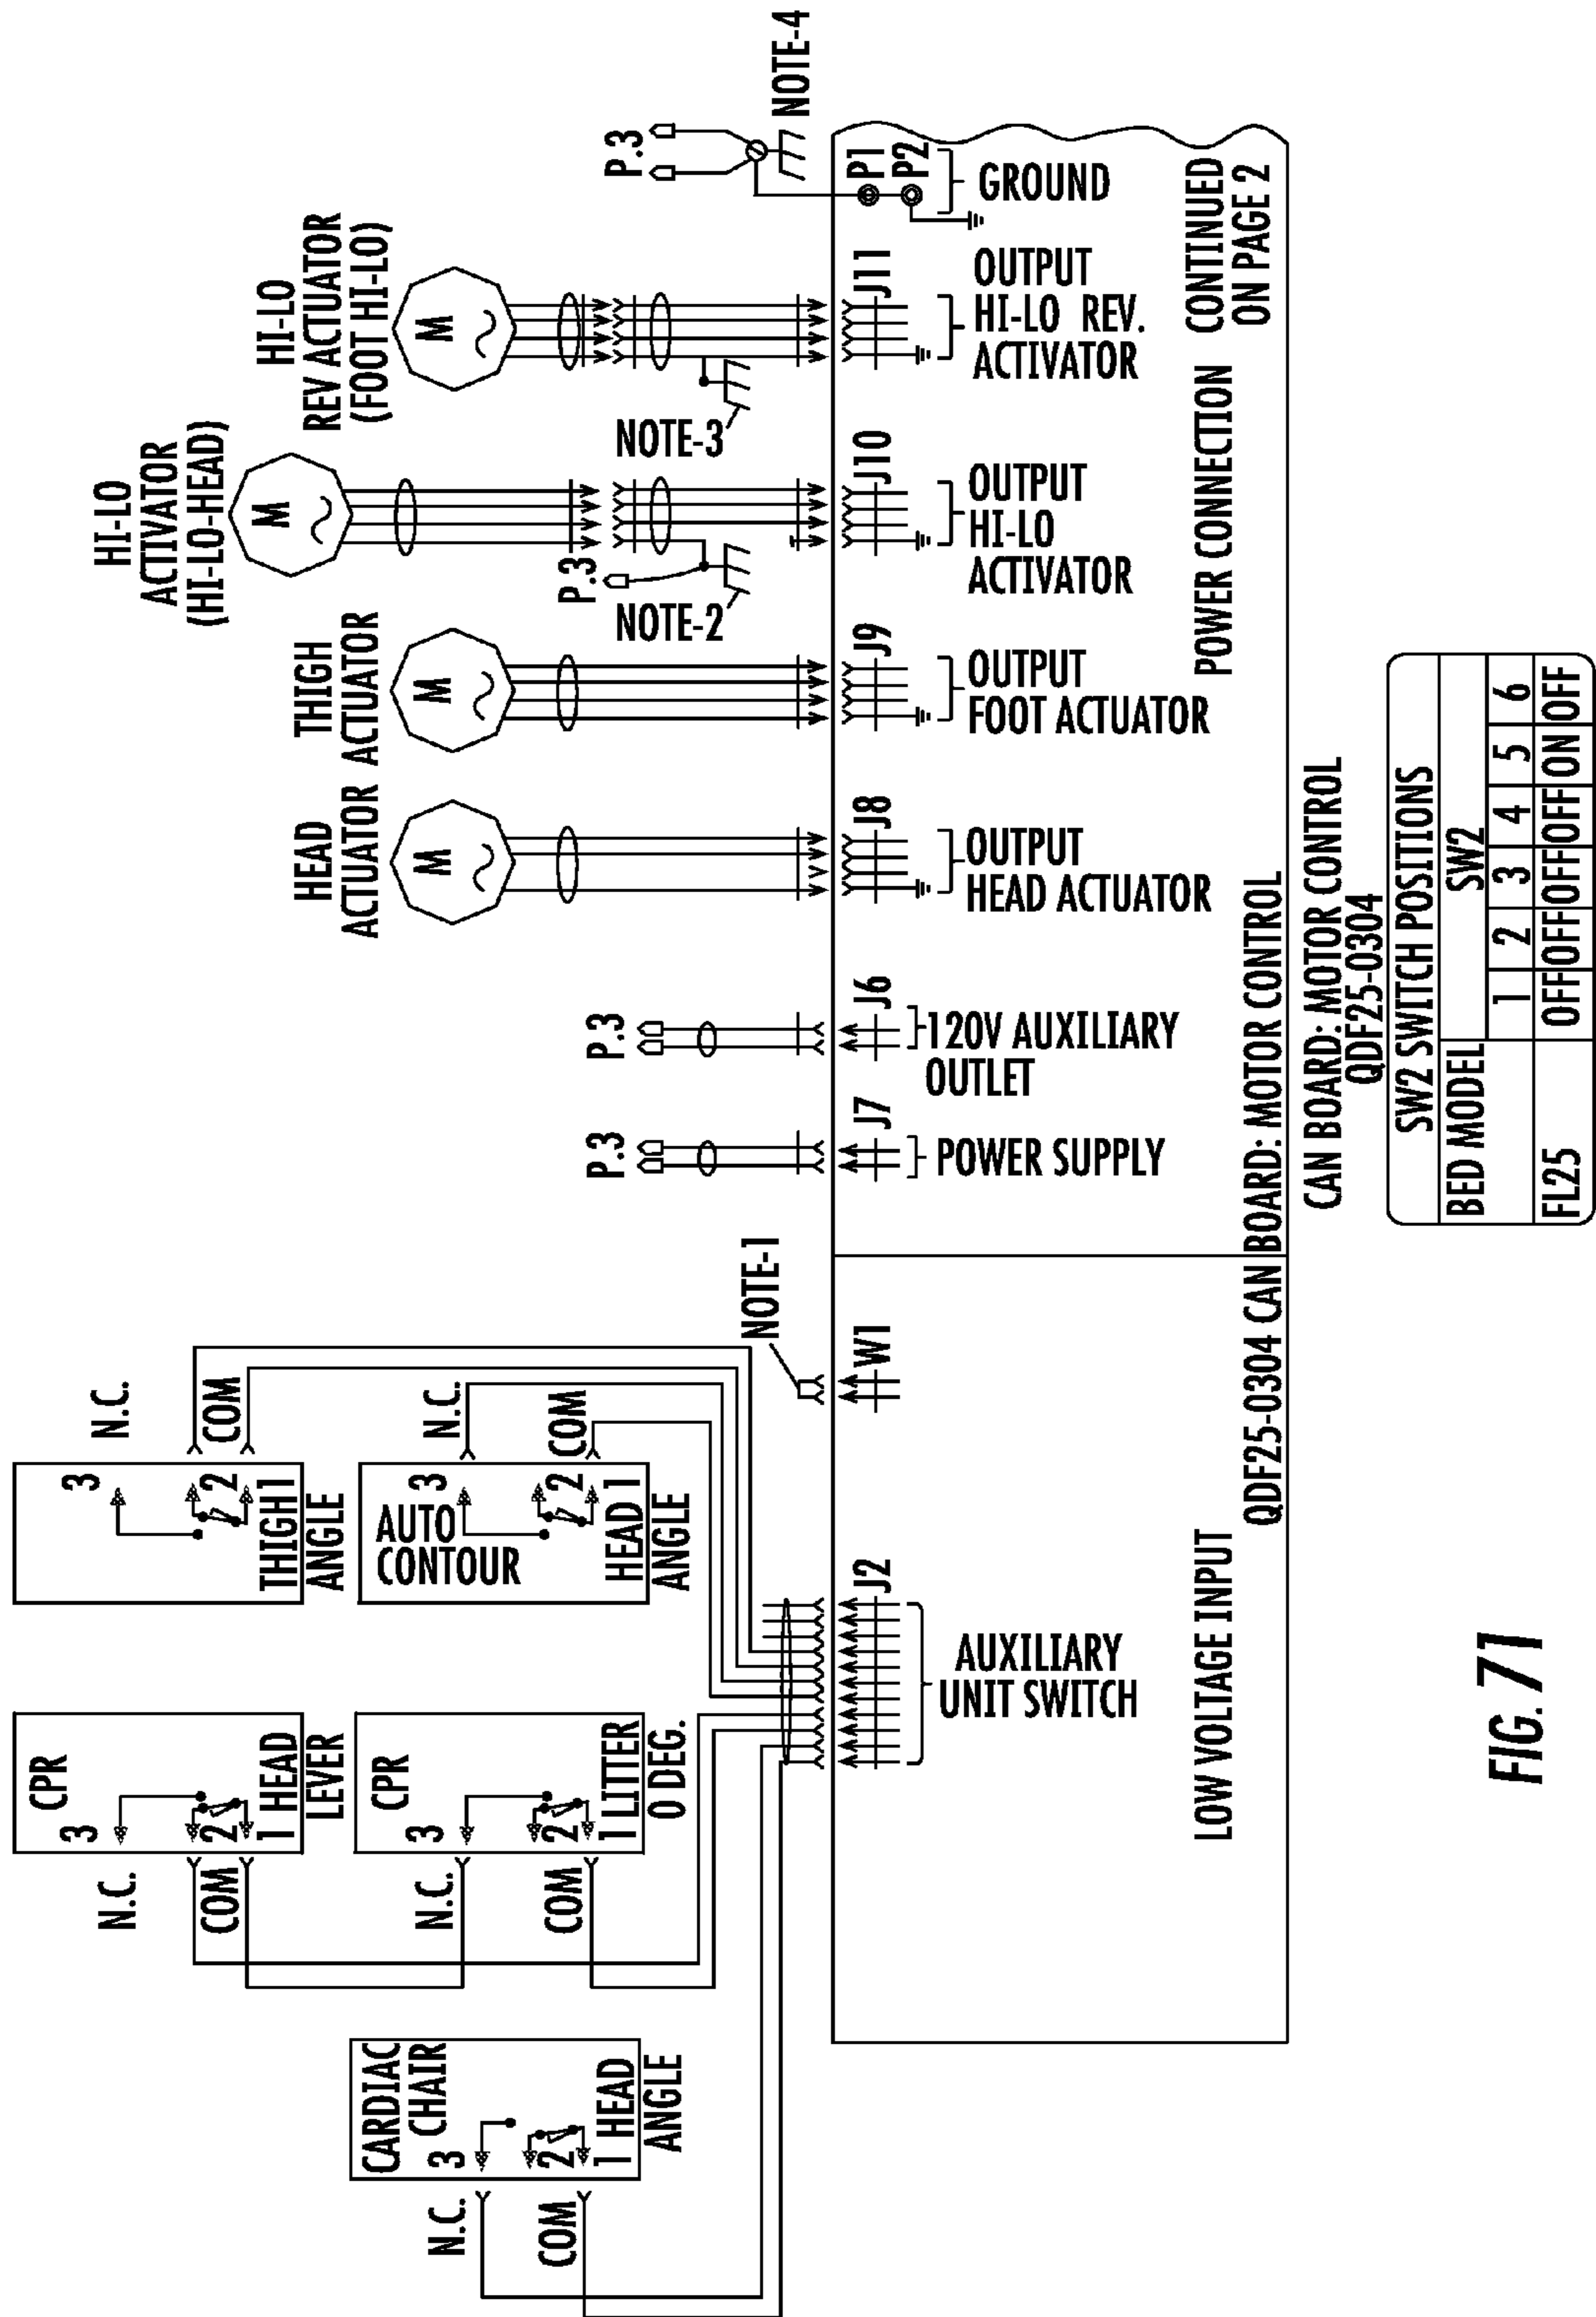 CARDIAC
CHAIR
3
2
1 HEAD
ANGLE
N.C.
COM
CPR
3
2
1 HEAD
LEVER
N.C.
COM
CPR
3
2
1 LITTER
0 DEG.
N.C.
COM
3
2
THIGH 1
ANGLE
N.C.
COM
3
AUTO
CONTOUR
2
HEAD 1
ANGLE
N.C.
COM
NOTE-1
P.3
P.3
HEAD
ACTUATOR
M
THIGH
ACTUATOR
M
HI-LO
ACTIVATOR
(HI-LO-HEAD)
M
P.3
NOTE-2
HI-LO
REV ACTUATOR
(FOOT HI-LO)
M
NOTE-3
P.3
NOTE-4
J2
AUXILIARY
UNIT SWITCH
W1
J7
POWER SUPPLY
J6
120V AUXILIARY
OUTLET
J8
OUTPUT
HEAD ACTUATOR
J9
OUTPUT
FOOT ACTUATOR
J10
OUTPUT
HI-LO
ACTIVATOR
J11
OUTPUT
HI-LO REV.
ACTIVATOR
P1
P2
GROUND
LOW VOLTAGE INPUT
POWER CONNECTION
CONTINUED
ON PAGE 2
QDF25-0304 CAN BOARD: MOTOR CONTROL
CAN BOARD: MOTOR CONTROL
QDF25-0304
SW2 SWITCH POSITIONS
BED MODEL SW2
1 2 3 4 5 6
FL25 OFF OFF OFF OFF ON OFF
FIG. 71